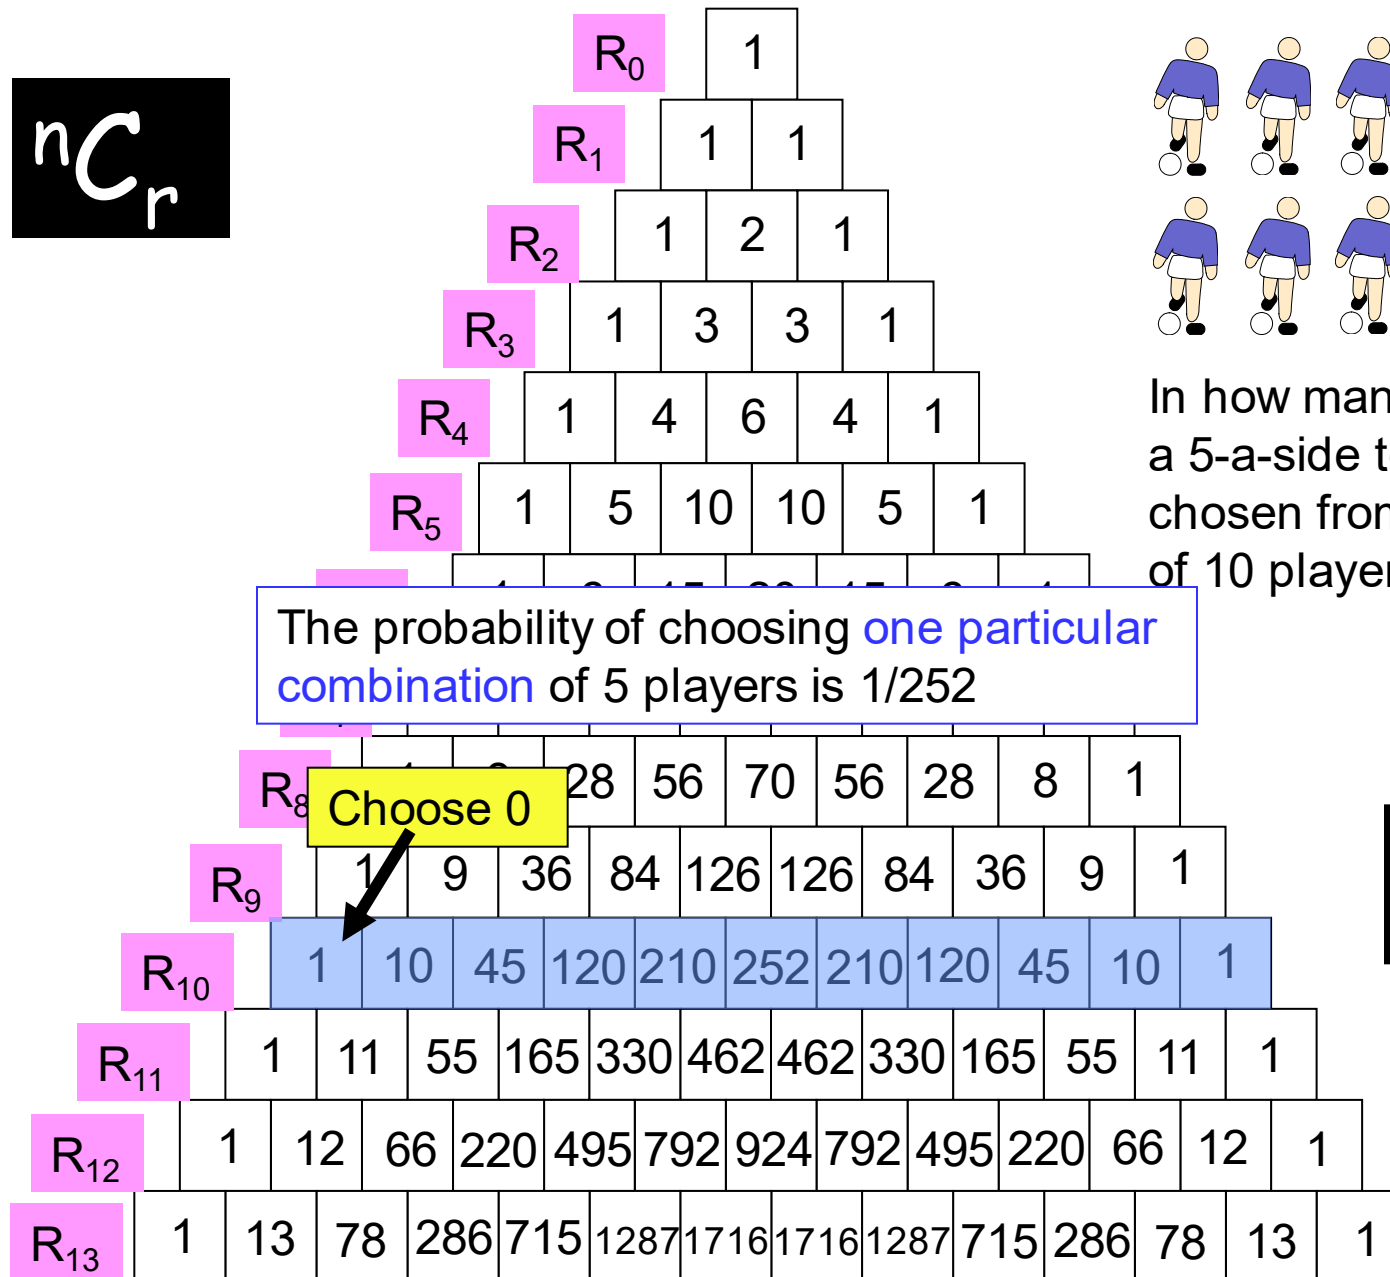 nCr
R0 1
R1 1 1
R2 1 2 1
R3 1 3 3 1
R4 1 4 6 4 1
R5 1 5 10 10 5 1
In how man
a 5-a-side t
chosen from
of 10 player
The probability of choosing one particular
combination of 5 players is 1/252
R8 28 56 70 56 28 8 1
Choose 0
R9 1 9 36 84 126 126 84 36 9 1
R10 1 10 45 120 210 252 210 120 45 10 1
R11 1 11 55 165 330 462 462 330 165 55 11 1
R12 1 12 66 220 495 792 924 792 495 220 66 12 1
R13 1 13 78 286 715 1287 1716 1716 1287 715 286 78 13 1